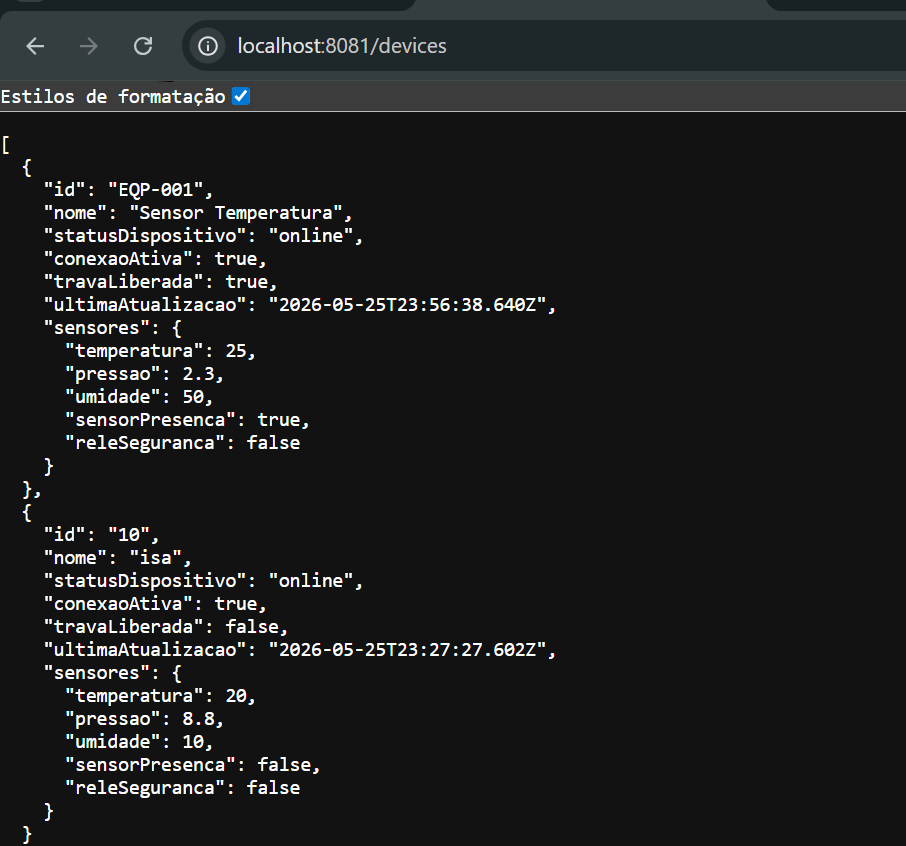 localhost:8081/devices
Estilos de formatação
[
  {
    "id": "EQP-001",
    "nome": "Sensor Temperatura",
    "statusDispositivo": "online",
    "conexaoAtiva": true,
    "travaLiberada": true,
    "ultimaAtualizacao": "2026-05-25T23:56:38.640Z",
    "sensores": {
      "temperatura": 25,
      "pressao": 2.3,
      "umidade": 50,
      "sensorPresenca": true,
      "releSeguranca": false
    }
  },
  {
    "id": "10",
    "nome": "isa",
    "statusDispositivo": "online",
    "conexaoAtiva": true,
    "travaLiberada": false,
    "ultimaAtualizacao": "2026-05-25T23:27:27.602Z",
    "sensores": {
      "temperatura": 20,
      "pressao": 8.8,
      "umidade": 10,
      "sensorPresenca": false,
      "releSeguranca": false
    }
  }